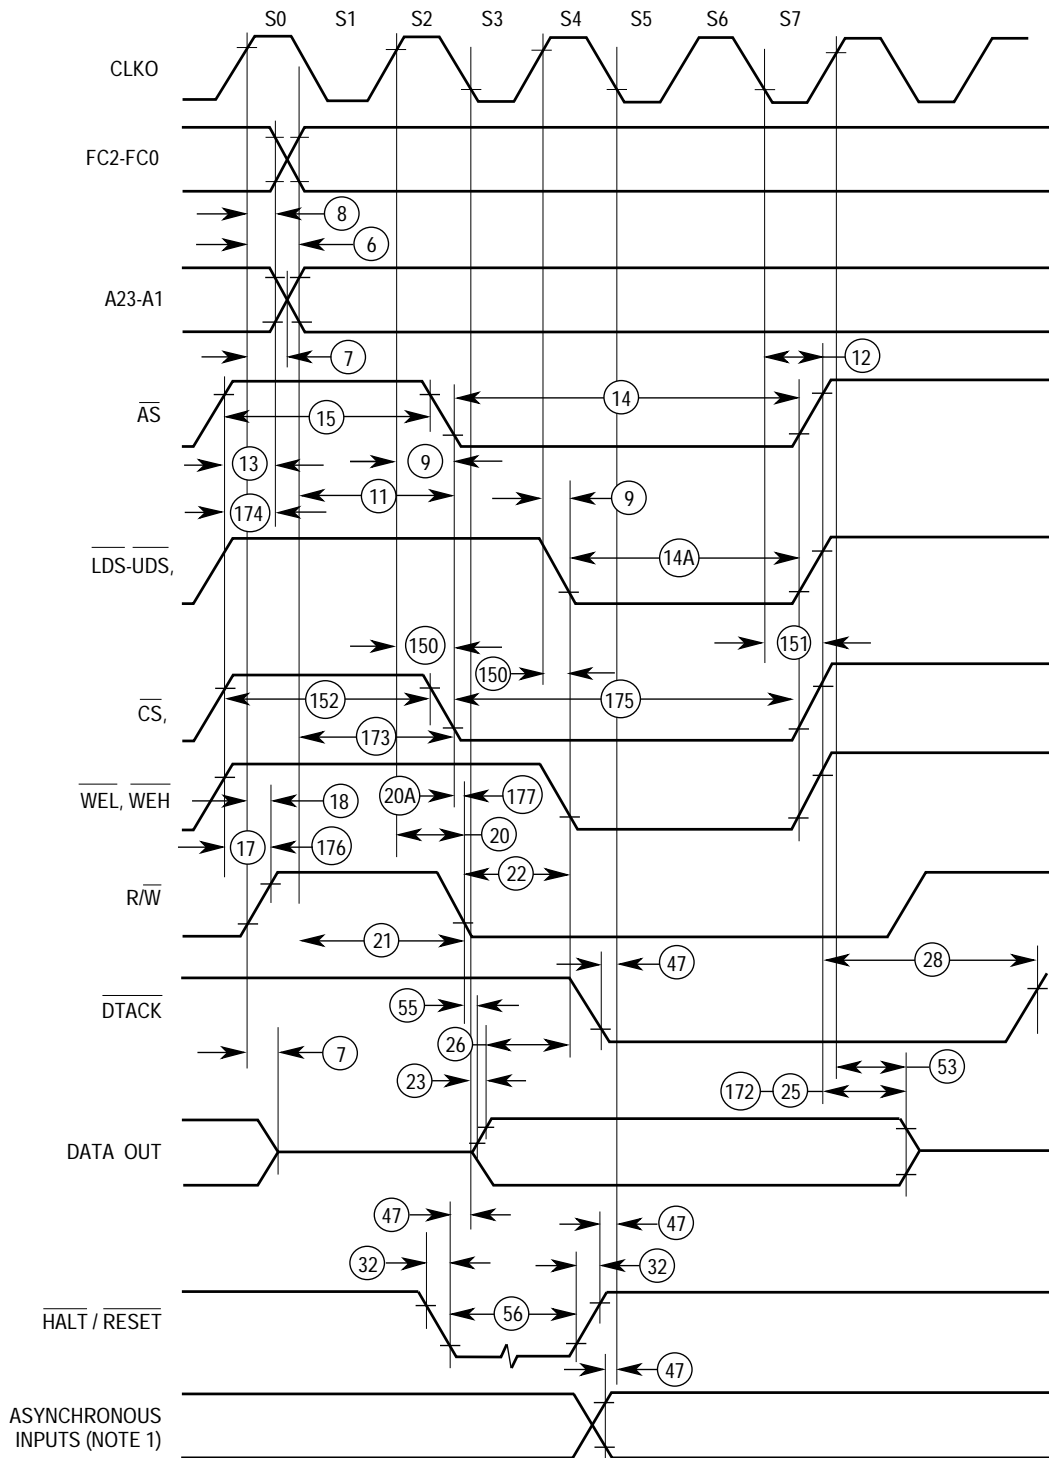 S0 S1 S2 S3 S4 S5 S6 S7
CLKO
FC2-FC0
8
6
A23-A1
7
12
AS
14
15
13
9
11
9
174
LDS-UDS,
14A
150
151
150
CS,
152
175
173
WEL, WEH
18
20A
177
20
17
176
22
R/W
21
47
28
DTACK
55
26
7
23
53
172
25
DATA OUT
47
47
32
32
HALT / RESET
56
47
ASYNCHRONOUS
INPUTS (NOTE 1)